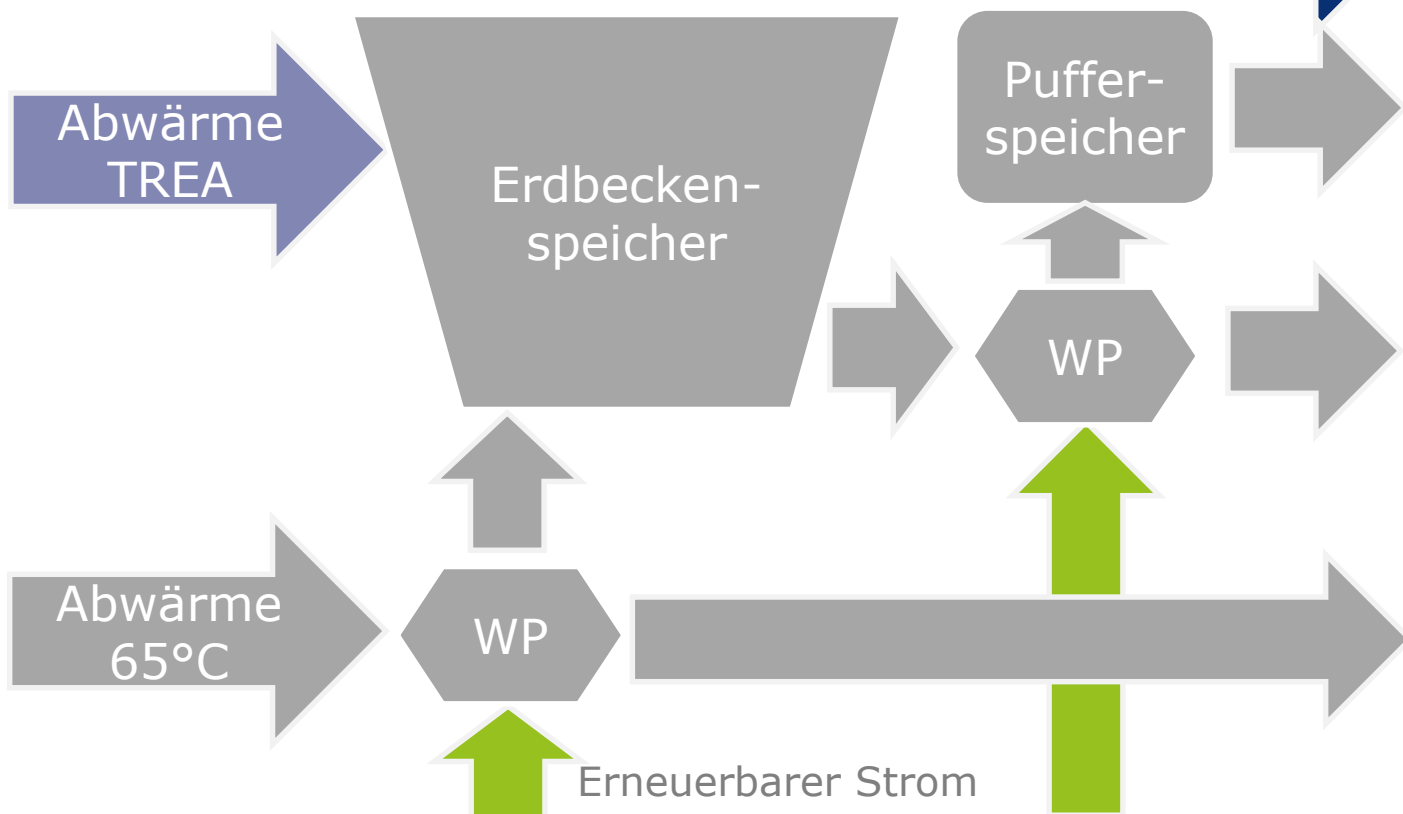 Abwärme
TREA
Erdbecken-
speicher
Puffer-
speicher
WP
Abwärme
65°C
WP
Erneuerbarer Strom